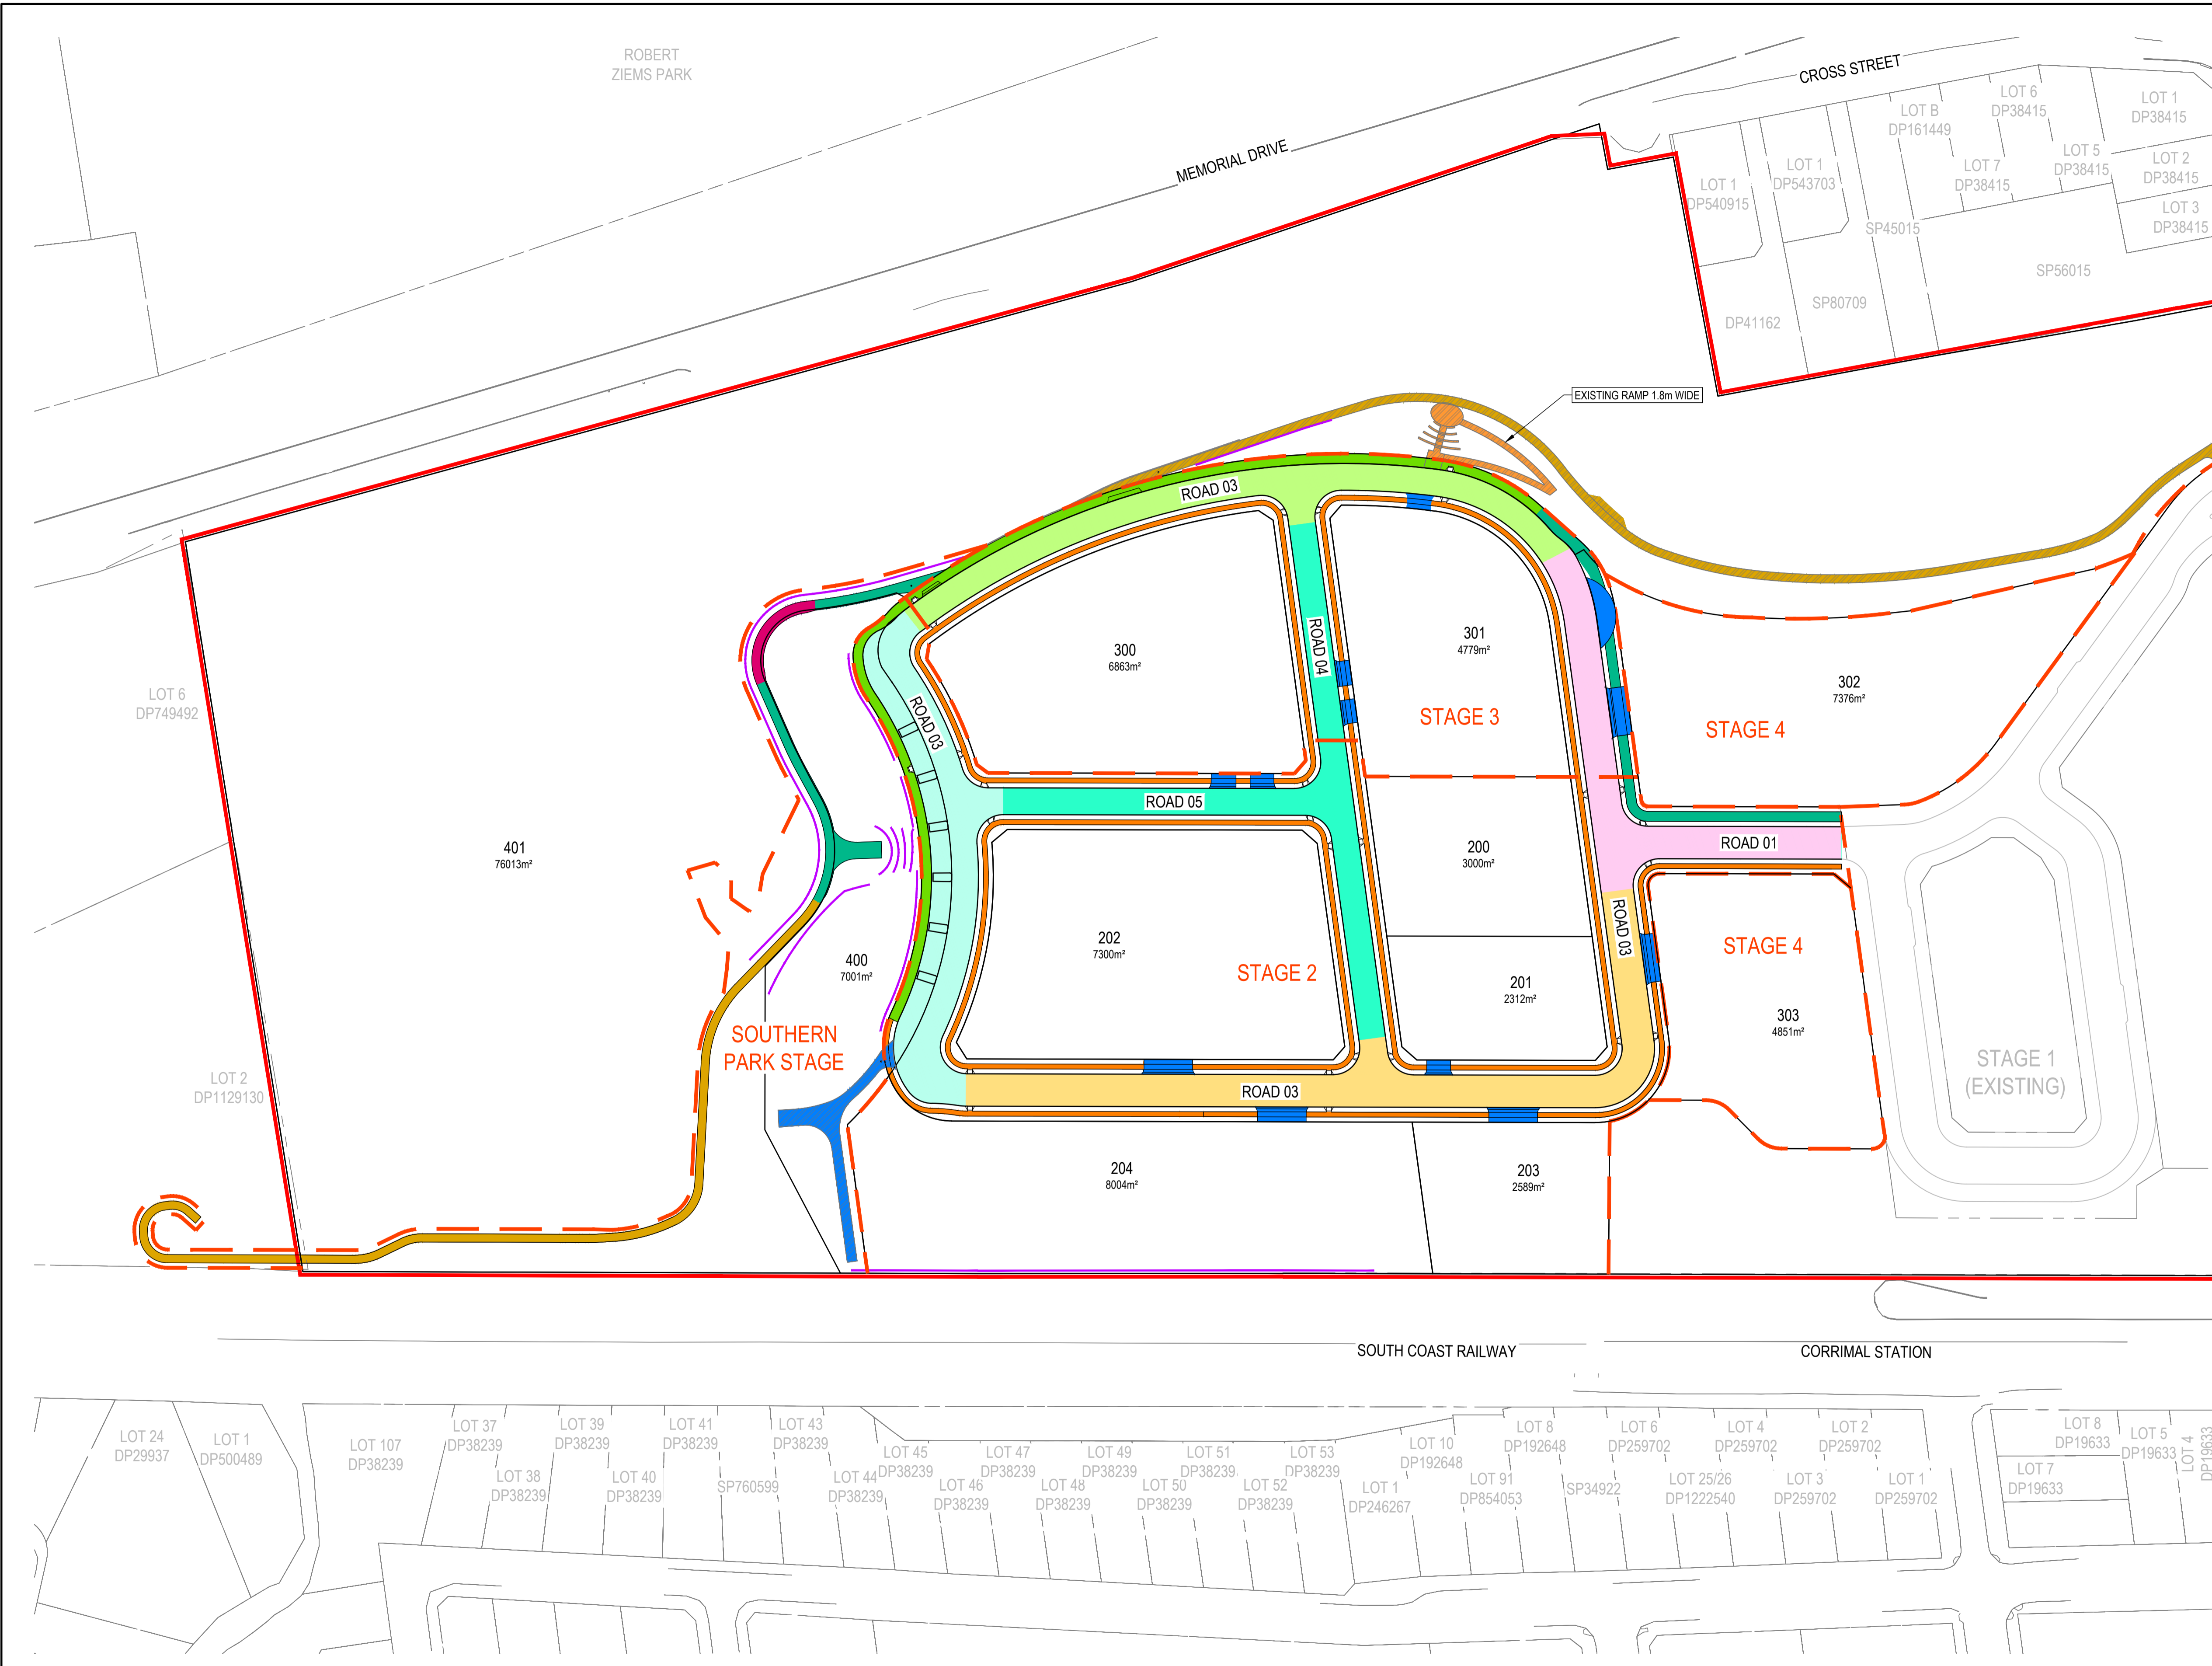 ROBERT
ZIEMS PARK
MEMORIAL DRIVE
CROSS STREET
LOT 1
DP540915
LOT 1
DP543703
LOT B
DP161449
LOT 6
DP38415
LOT 7
DP38415
LOT 5
DP38415
LOT 1
DP38415
LOT 2
DP38415
LOT 3
DP38415
SP45015
SP56015
SP80709
DP41162
EXISTING RAMP 1.8m WIDE
ROAD 03
ROAD 04
300
6863m²
301
4779m²
302
7376m²
STAGE 3
STAGE 4
LOT 6
DP749492
ROAD 03
ROAD 05
ROAD 01
401
76013m²
200
3000m²
202
7300m²
STAGE 2
ROAD 03
STAGE 4
400
7001m²
201
2312m²
303
4851m²
SOUTHERN
PARK STAGE
STAGE 1
(EXISTING)
LOT 2
DP1129130
ROAD 03
204
8004m²
203
2589m²
SOUTH COAST RAILWAY
CORRIMAL STATION
LOT 24
DP29937
LOT 1
DP500489
LOT 107
DP38239
LOT 37
DP38239
LOT 38
DP38239
LOT 39
DP38239
LOT 40
DP38239
LOT 41
DP38239
SP760599
LOT 43
DP38239
LOT 44
DP38239
LOT 45
DP38239
LOT 46
DP38239
LOT 47
DP38239
LOT 48
DP38239
LOT 49
DP38239
LOT 50
DP38239
LOT 51
DP38239
LOT 52
DP38239
LOT 53
DP38239
LOT 1
DP246267
LOT 10
DP192648
LOT 91
DP854053
LOT 8
DP192648
SP34922
LOT 6
DP259702
LOT 25/26
DP1222540
LOT 4
DP259702
LOT 3
DP259702
LOT 2
DP259702
LOT 1
DP259702
LOT 8
DP19633
LOT 7
DP19633
LOT 5
DP19633
LOT 4
DP19633